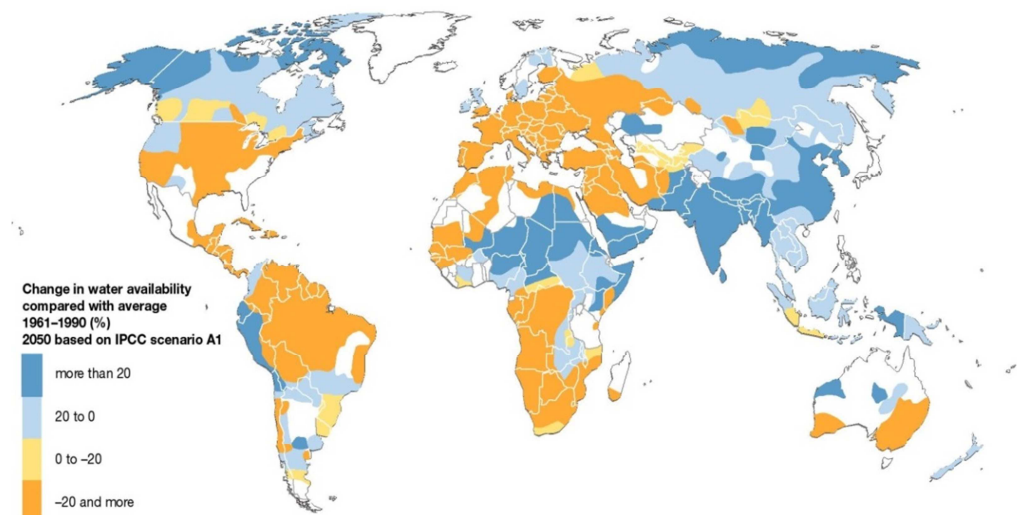 Change in water availability
compared with average
1961–1990 (%)
2050 based on IPCC scenario A1
more than 20
20 to 0
0 to –20
–20 and more